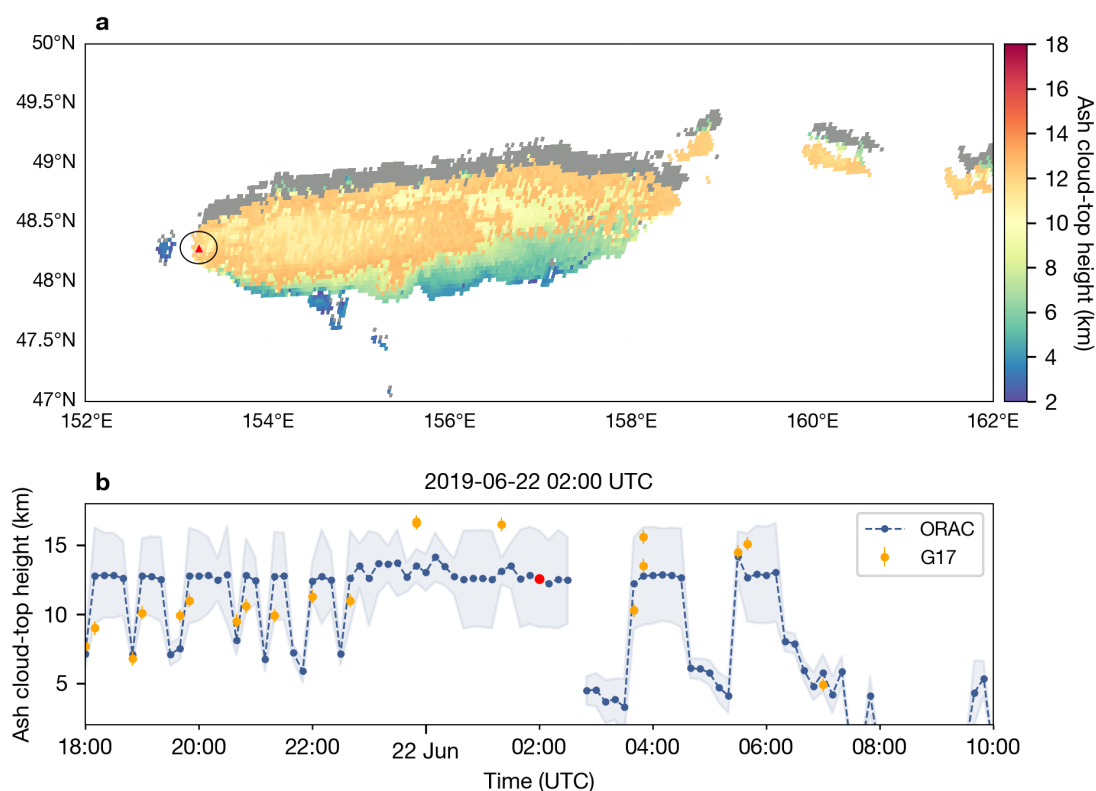 a
50°N
49.5°N
49°N
48.5°N
48°N
47.5°N
47°N
152°E
154°E
156°E
158°E
160°E
162°E
18
16
14
12
10
8
6
4
2
Ash cloud-top height (km)
b
2019-06-22 02:00 UTC
Ash cloud-top height (km)
15
10
5
ORAC
G17
18:00
20:00
22:00
22 Jun
02:00
04:00
06:00
08:00
10:00
Time (UTC)